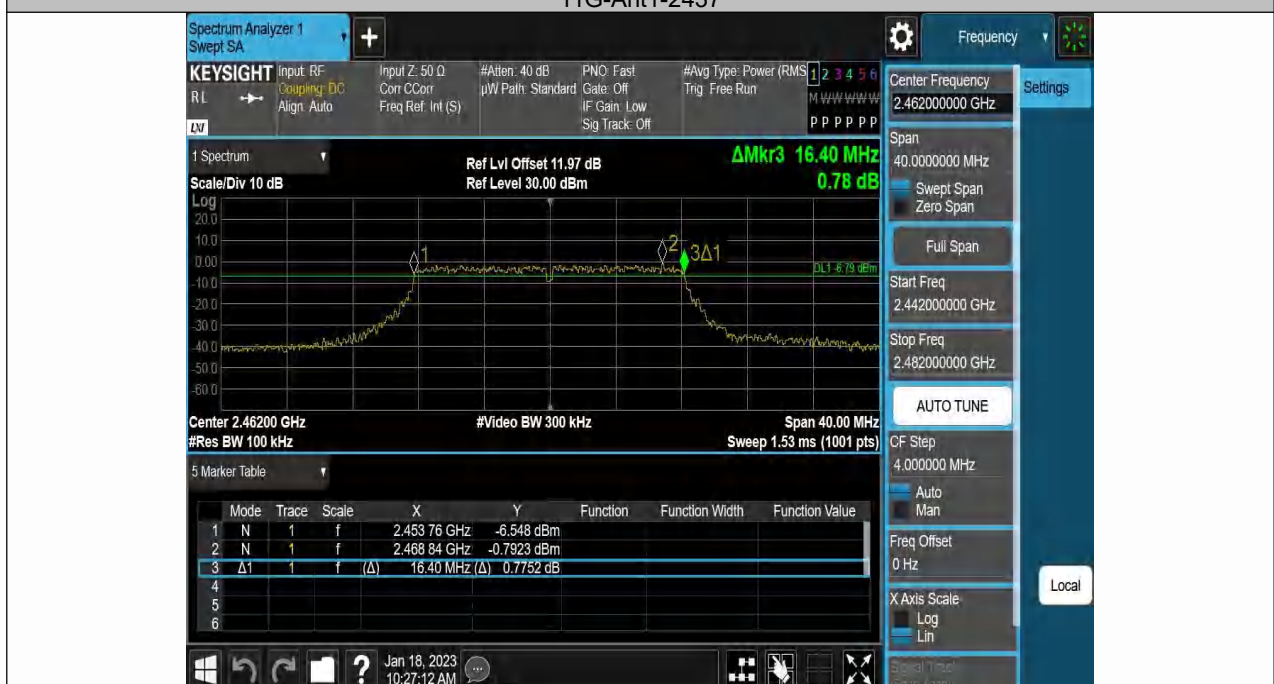 11G-Ant1-2437
Spectrum Analyzer 1
Swept SA
Frequency
KEYSIGHT
RL
LXI
Input: RF
Coupling: DC
Align: Auto
Input Z: 50 Ω
Corr CCorr
Freq Ref: Int (S)
#Atten: 40 dB
µW Path: Standard
PNO: Fast
Gate: Off
IF Gain: Low
Sig Track: Off
#Avg Type: Power (RMS
Trig: Free Run
1 2 3 4 5 6
M W W W W W
P P P P P P
1 Spectrum
Scale/Div 10 dB
Ref Lvl Offset 11.97 dB
Ref Level 30.00 dBm
ΔMkr3 16.40 MHz
0.78 dB
Log
20.0
10.0
0.00
-10.0
-20.0
-30.0
-40.0
-50.0
-60.0
1
2
3Δ1
DL1 -6.79 dBm
Center 2.46200 GHz
#Res BW 100 kHz
#Video BW 300 kHz
Span 40.00 MHz
Sweep 1.53 ms (1001 pts)
5 Marker Table
Mode Trace Scale X Y Function Function Width Function Value
1 N 1 f 2.453 76 GHz -6.548 dBm
2 N 1 f 2.468 84 GHz -0.7923 dBm
3 Δ1 1 f (Δ) 16.40 MHz (Δ) 0.7752 dB
4
5
6
Jan 18, 2023
10:27:12 AM
Center Frequency
2.462000000 GHz
Settings
Span
40.0000000 MHz
Swept Span
Zero Span
Full Span
Start Freq
2.442000000 GHz
Stop Freq
2.482000000 GHz
AUTO TUNE
CF Step
4.000000 MHz
Auto
Man
Freq Offset
0 Hz
X Axis Scale
Log
Lin
Local
Signal Track